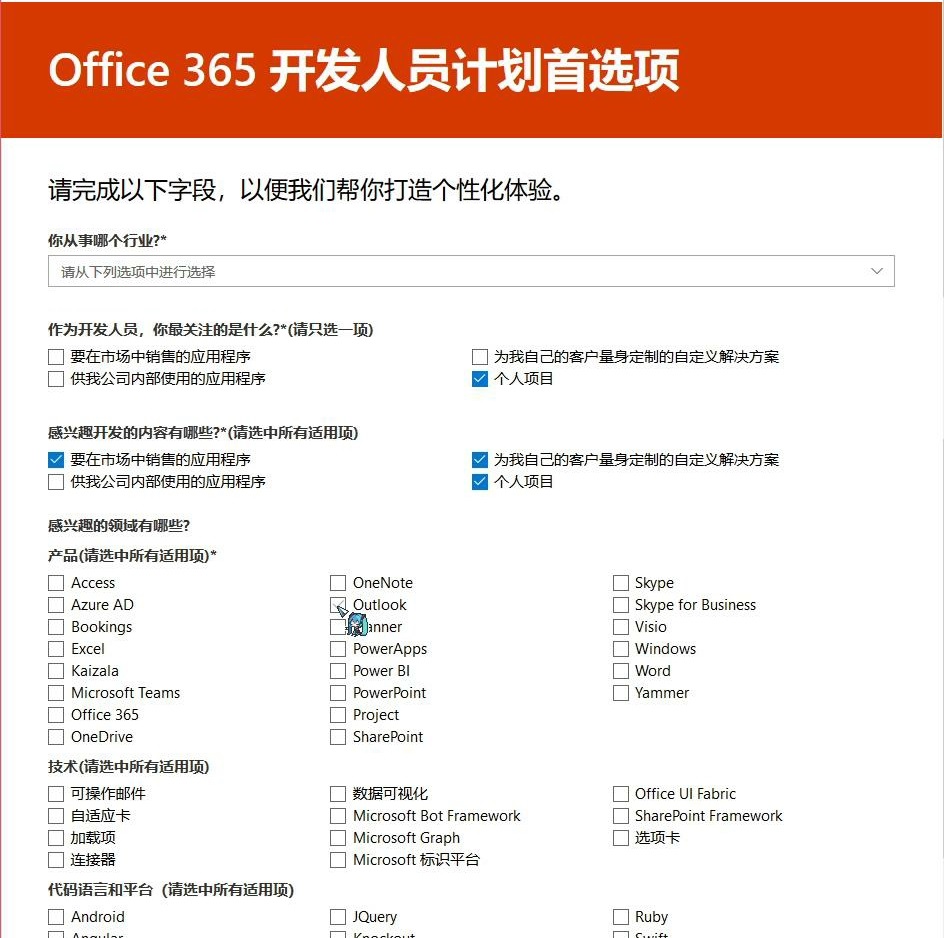 Office 365 开发人员计划首选项
请完成以下字段，以便我们帮你打造个性化体验。
你从事哪个行业?*
请从下列选项中进行选择
作为开发人员，你最关注的是什么?*(请只选一项)
要在市场中销售的应用程序 为我自己的客户量身定制的自定义解决方案
供我公司内部使用的应用程序 个人项目
感兴趣开发的内容有哪些?*(请选中所有适用项)
要在市场中销售的应用程序 为我自己的客户量身定制的自定义解决方案
供我公司内部使用的应用程序 个人项目
感兴趣的领域有哪些?
产品(请选中所有适用项)*
Access OneNote Skype
Azure AD Outlook Skype for Business
Bookings Visio
Excel PowerApps Windows
Kaizala Power BI Word
Microsoft Teams PowerPoint Yammer
Office 365 Project
OneDrive SharePoint
技术(请选中所有适用项)
可操作邮件 数据可视化 Office UI Fabric
自适应卡 Microsoft Bot Framework SharePoint Framework
加载项 Microsoft Graph 选项卡
连接器 Microsoft 标识平台
代码语言和平台（请选中所有适用项)
Android JQuery Ruby